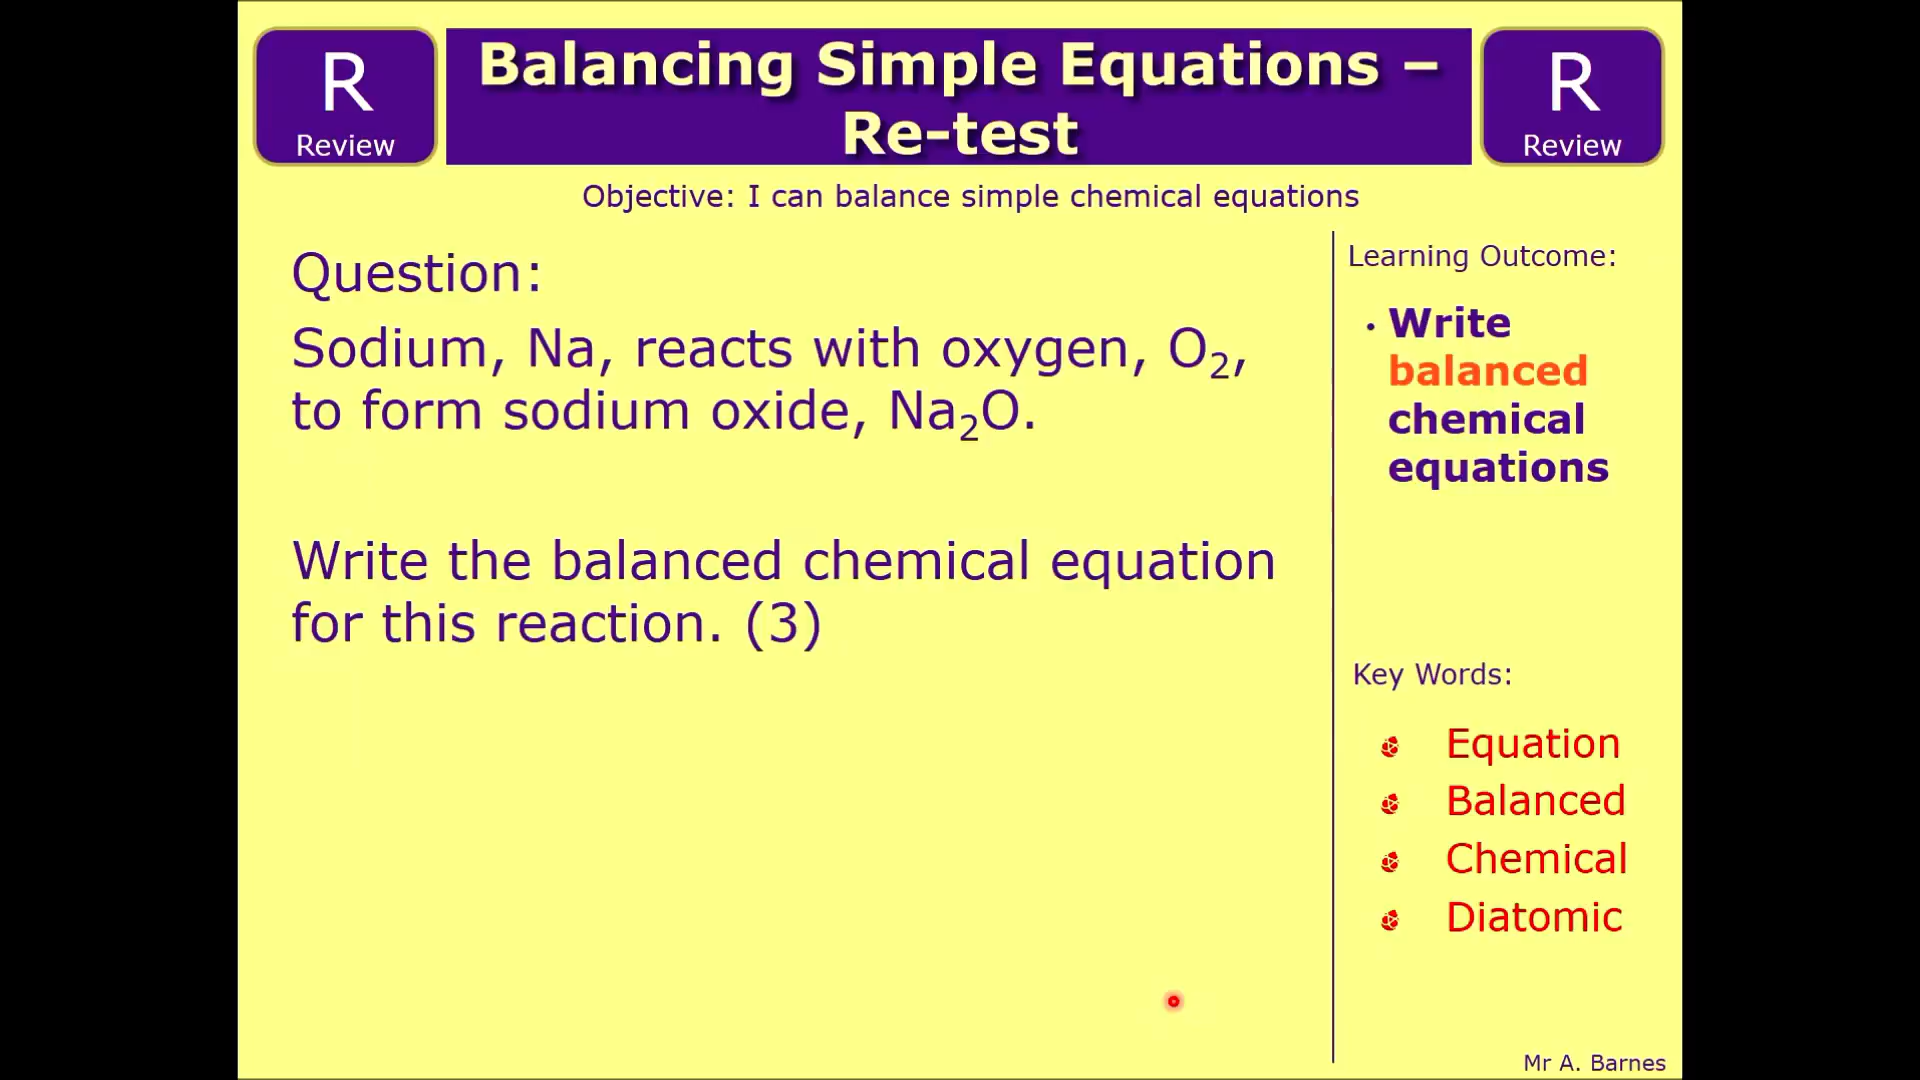 R
Review
Balancing Simple Equations –
Re-test
R
Review
Objective: I can balance simple chemical equations
Question:
Sodium, Na, reacts with oxygen, O₂,
to form sodium oxide, Na₂O.
Write the balanced chemical equation
for this reaction. (3)
Learning Outcome:
• Write
balanced
chemical
equations
Key Words:
Equation
Balanced
Chemical
Diatomic
Mr A. Barnes